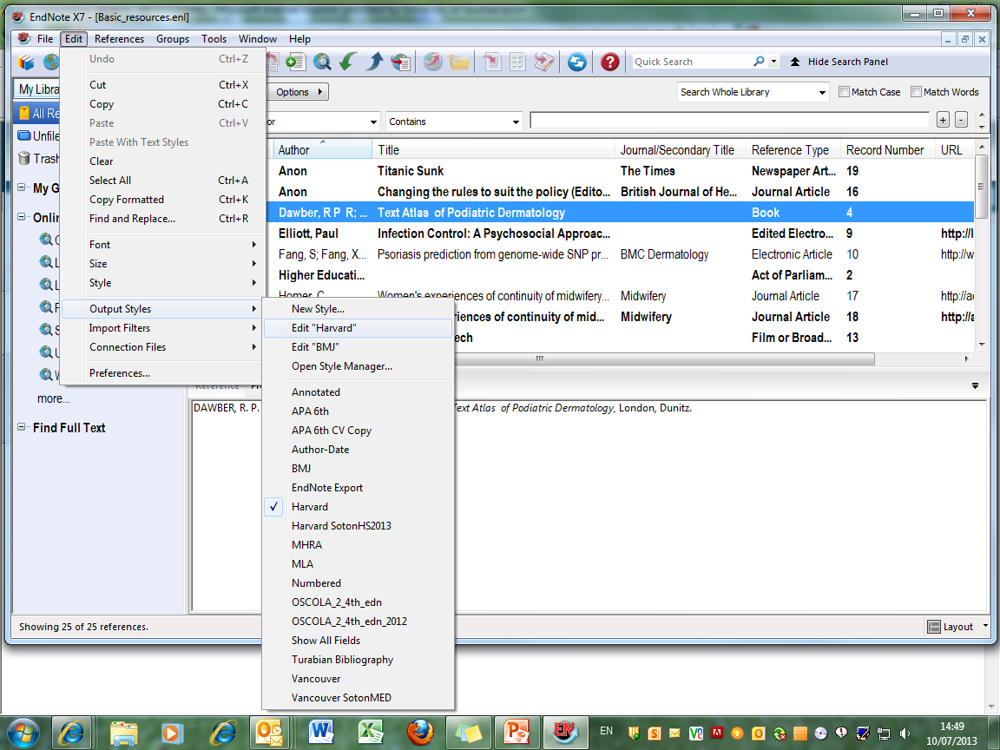 EndNote X7 - [Basic_resources.enl]
File Edit References Groups Tools Window Help
Quick Search
Hide Search Panel
Undo Ctrl+Z
Cut Ctrl+X
Copy Ctrl+C
Paste Ctrl+V
Paste With Text Styles
Clear
Select All Ctrl+A
Copy Formatted Ctrl+K
Find and Replace... Ctrl+R
Font
Size
Style
Output Styles
Import Filters
Connection Files
Preferences...
New Style...
Edit "Harvard"
Edit "BMJ"
Open Style Manager...
Annotated
APA 6th
APA 6th CV Copy
Author-Date
BMJ
EndNote Export
Harvard
Harvard SotonHS2013
MHRA
MLA
Numbered
OSCOLA_2_4th_edn
OSCOLA_2_4th_edn_2012
Show All Fields
Turabian Bibliography
Vancouver
Vancouver SotonMED
My Libra
All Re
Unfile
Trash
My G
Onlin
more...
Find Full Text
Options
Search Whole Library
Match Case
Match Words
or
Contains
+ -
Author Title Journal/Secondary Title Reference Type Record Number URL
Anon Titanic Sunk The Times Newspaper Art... 19
Anon Changing the rules to suit the policy (Edito... British Journal of He... Journal Article 16
Dawber, R P R; ... Text Atlas of Podiatric Dermatology Book 4
Elliott, Paul Infection Control: A Psychosocial Approac... Edited Electro... 9 http://l
Fang, S; Fang, X... Psoriasis prediction from genome-wide SNP pr... BMC Dermatology Electronic Article 10 http://w
Higher Educati... Act of Parliam... 2
Homer, C Women's experiences of continuity of midwifery... Midwifery Journal Article 17 http://ac
iences of continuity of mid... Midwifery Journal Article 18 http://a
ech Film or Broad... 13
Reference
DAWBER, R. P. Text Atlas of Podiatric Dermatology, London, Dunitz.
Showing 25 of 25 references.
Layout
EN
14:49
10/07/2013